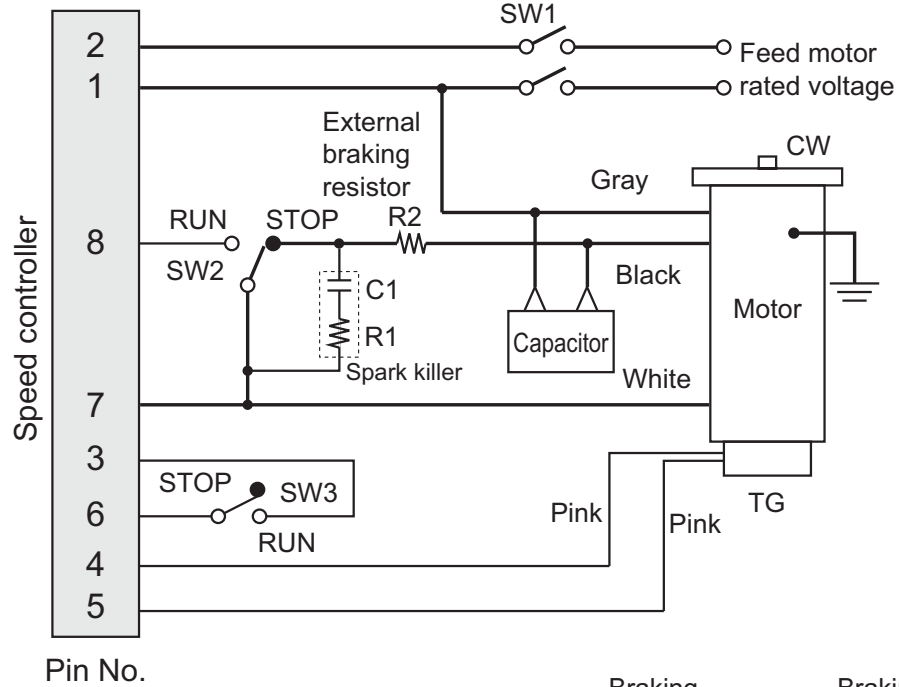 SW1
2
Feed motor
1
rated voltage
External
braking
resistor
CW
Gray
RUN
STOP
R2
8
SW2
Black
C1
Motor
R1
Capacitor
Spark killer
White
7
Speed controller
3
STOP
SW3
6
RUN
Pink
Pink
TG
4
5
Pin No.